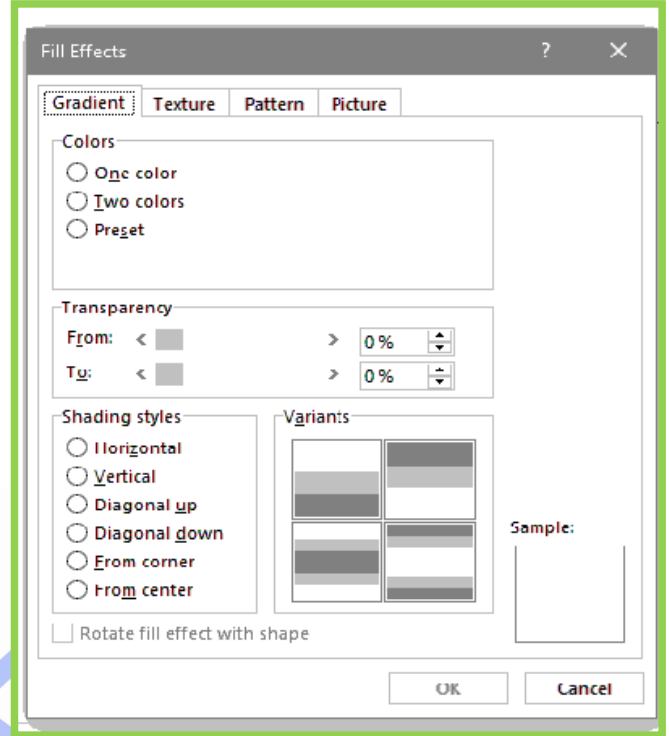 Fill Effects ?
Gradient Texture Pattern Picture
Colors
One color
Two colors
Preset
Transparency
From: < > 0 %
To: < > 0 %
Shading styles
Horizontal
Vertical
Diagonal up
Diagonal down
From corner
From center
Variants
Sample:
Rotate fill effect with shape
OK Cancel